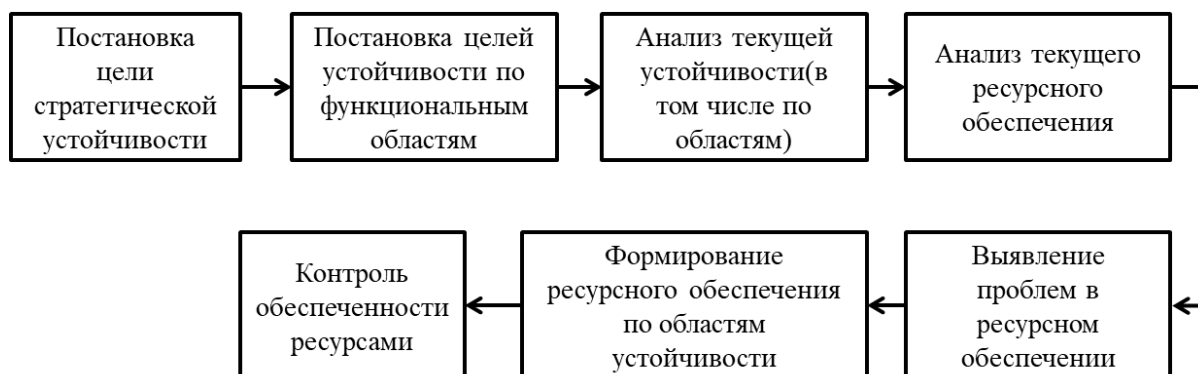 Постановка
цели
стратегической
устойчивости
Постановка целей
устойчивости по
функциональным
областям
Анализ текущей
устойчивости(в
том числе по
областям)
Анализ текущего
ресурсного
обеспечения
Выявление
проблем в
ресурсном
обеспечении
Формирование
ресурсного обеспечения
по областям
устойчивости
Контроль
обеспеченности
ресурсами